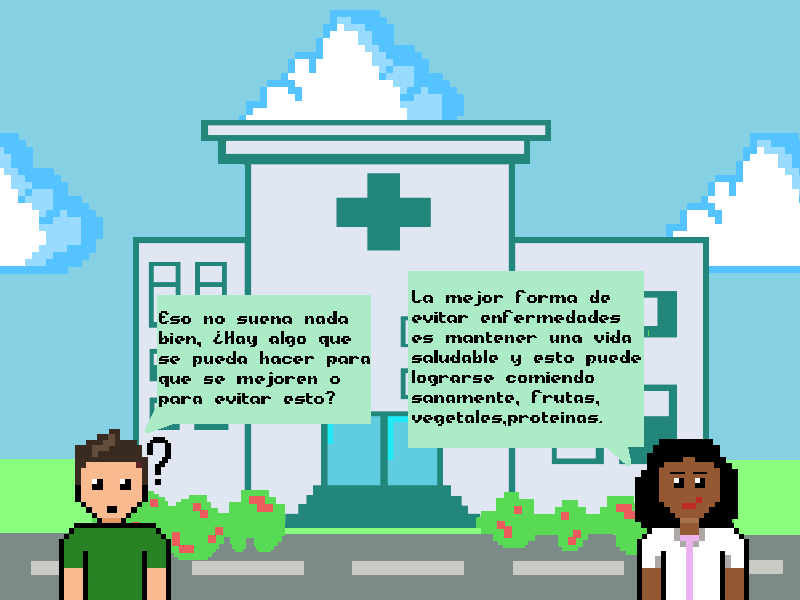 Eso no suena nada
bien, ¿Hay algo que
se pueda hacer para
que se mejoren o
para evitar esto?
La mejor forma de
evitar enfermedades
es mantener una vida
saludable y esto puede
lograrse comiendo
sanamente, frutas,
vegetales,proteinas.
?